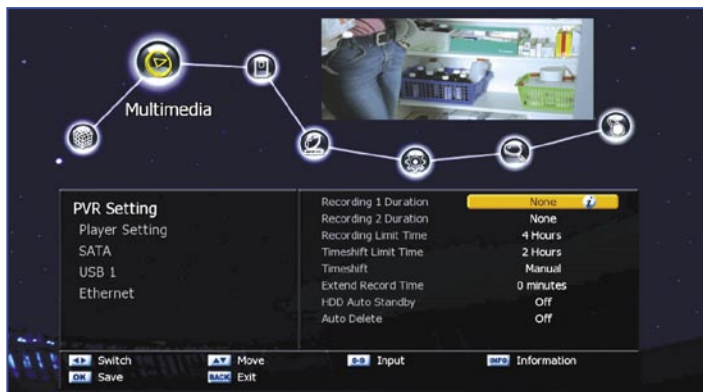 Multimedia
PVR Setting
Player Setting
SATA
USB 1
Ethernet
Recording 1 Duration None i
Recording 2 Duration None
Recording Limit Time 4 Hours
Timeshift Limit Time 2 Hours
Timeshift Manual
Extend Record Time 0 minutes
HDD Auto Standby Off
Auto Delete Off
Switch ▲▼ Move 0-9 Input INFO Information
OK Save BACK Exit